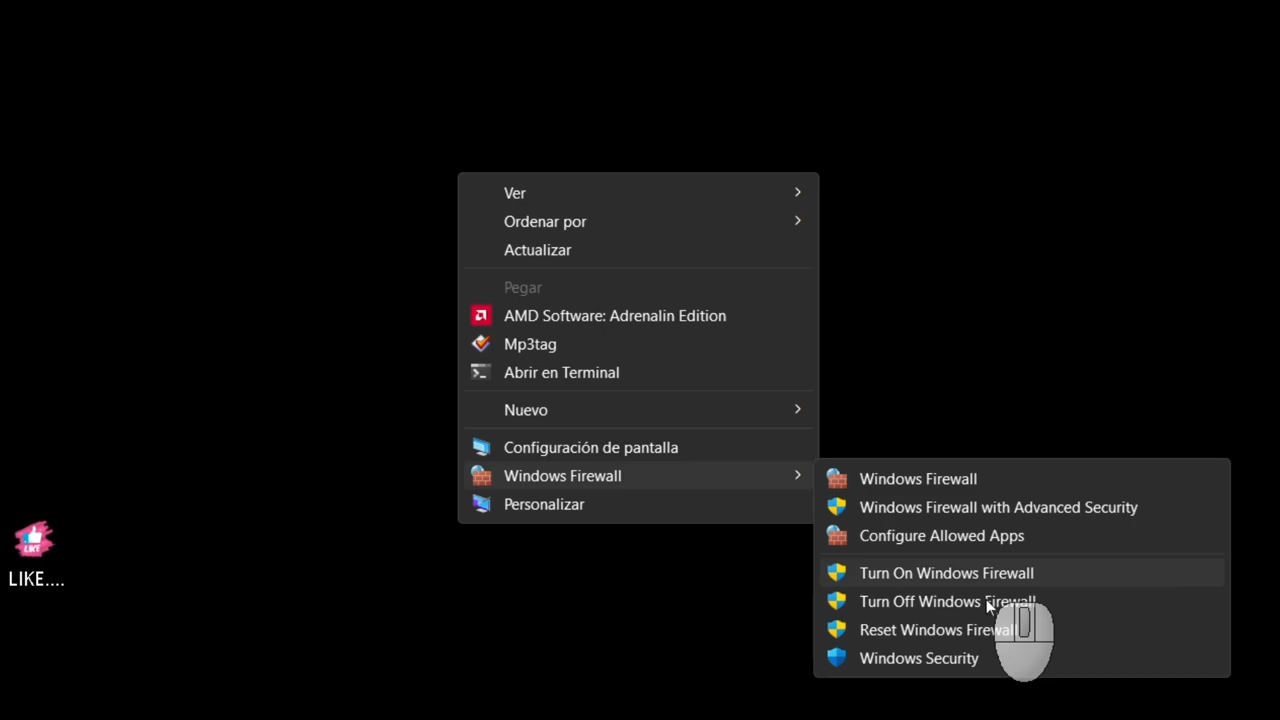 Ver
Ordenar por
Actualizar
Pegar
AMD Software: Adrenalin Edition
Mp3tag
Abrir en Terminal
Nuevo
Configuración de pantalla
Windows Firewall
Personalizar
Windows Firewall
Windows Firewall with Advanced Security
Configure Allowed Apps
Turn On Windows Firewall
Turn Off Windows Firewall
Reset Windows Firewall
Windows Security
LIKE
LIKE....